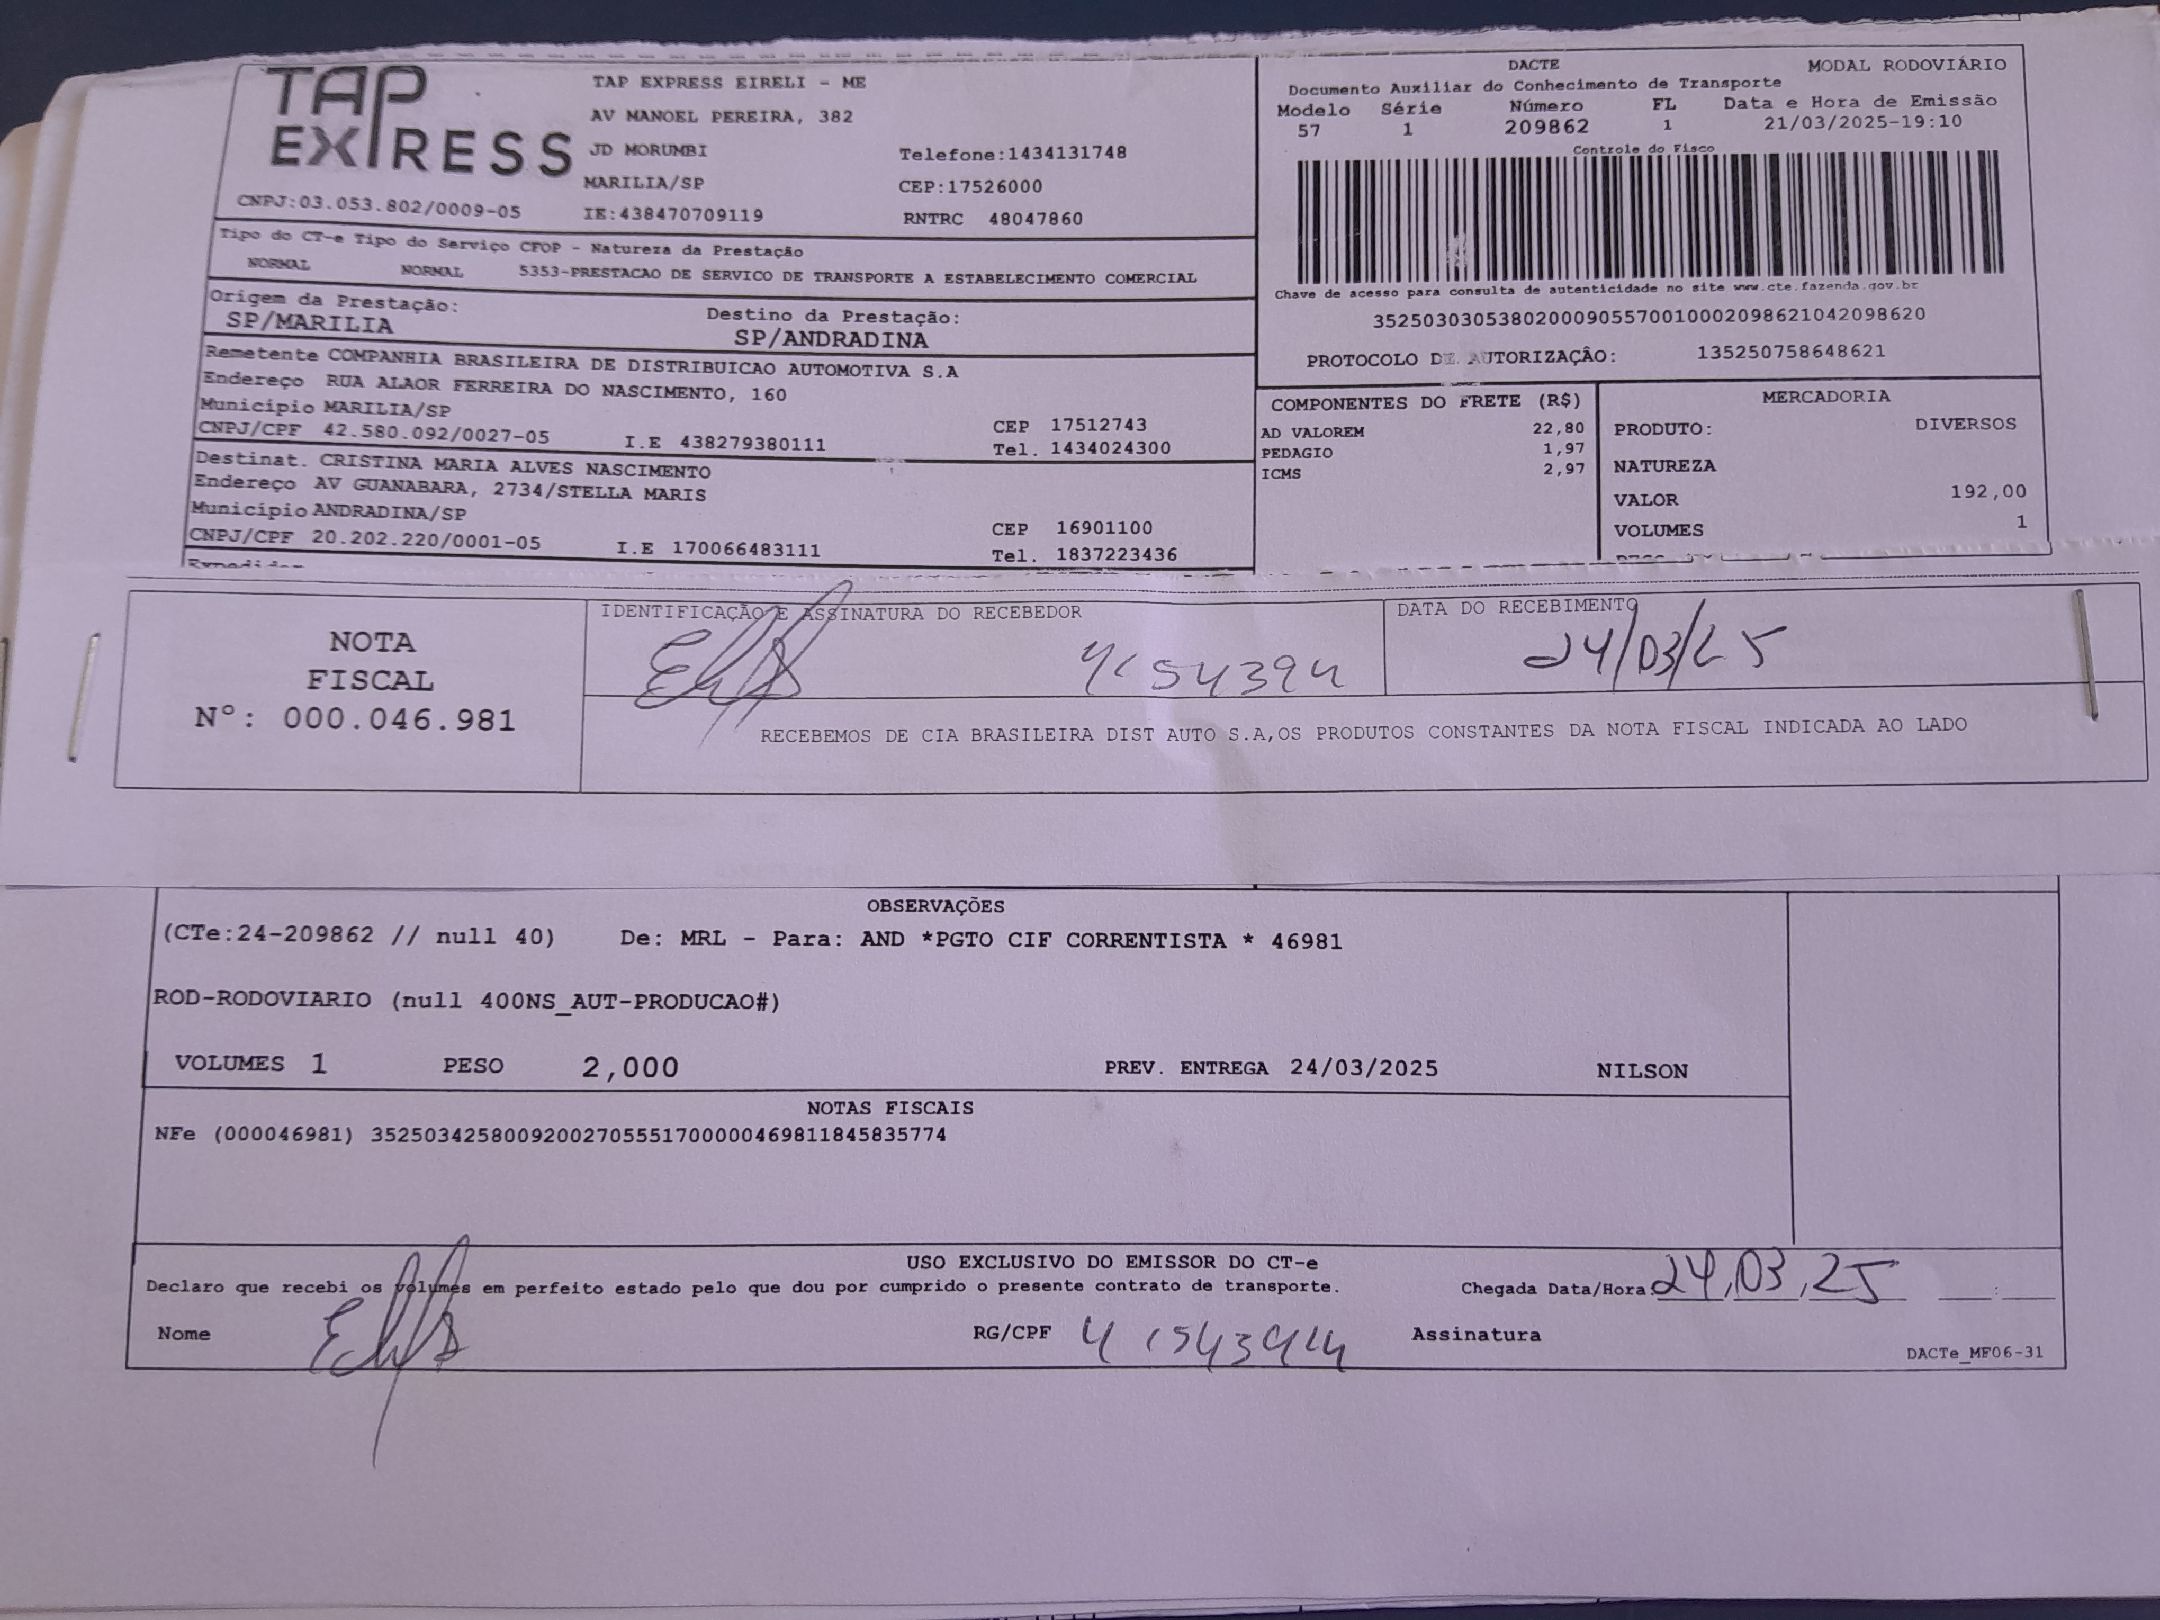 TAP
EXPRESS
TAP EXPRESS EIRELI - ME
AV MANOEL PEREIRA, 382
JD MORUMBI
Telefone:1434131748
MARILIA/SP
CEP:17526000
CNPJ:03.053.802/0009-05
IE:438470709119
RNTRC 48047860
DACTE
MODAL RODOVIÁRIO
Documento Auxiliar do Conhecimento de Transporte
Modelo Série Número FL Data e Hora de Emissão
57 1 209862 1 21/03/2025-19:10
Controle do Fisco
Chave de acesso para consulta de autenticidade no site www.cte.fazenda.gov.br
35250303053802000905570010002098621042098620
PROTOCOLO DE AUTORIZAÇÃO: 135250758648621
Tipo do CT-e Tipo do Serviço CFOP - Natureza da Prestação
NORMAL NORMAL 5353-PRESTACAO DE SERVICO DE TRANSPORTE A ESTABELECIMENTO COMERCIAL
Origem da Prestação:
SP/MARILIA
Destino da Prestação:
SP/ANDRADINA
Remetente COMPANHIA BRASILEIRA DE DISTRIBUICAO AUTOMOTIVA S.A
Endereço RUA ALAOR FERREIRA DO NASCIMENTO, 160
Município MARILIA/SP CEP 17512743
CNPJ/CPF 42.580.092/0027-05 I.E 438279380111 Tel. 1434024300
Destinat. CRISTINA MARIA ALVES NASCIMENTO
Endereço AV GUANABARA, 2734/STELLA MARIS
Município ANDRADINA/SP CEP 16901100
CNPJ/CPF 20.202.220/0001-05 I.E 170066483111 Tel. 1837223436
COMPONENTES DO FRETE (R$)
AD VALOREM 22,80
PEDAGIO 1,97
ICMS 2,97
MERCADORIA
PRODUTO: DIVERSOS
NATUREZA
VALOR 192,00
VOLUMES 1
NOTA
FISCAL
Nº: 000.046.981
IDENTIFICAÇÃO E ASSINATURA DO RECEBEDOR
DATA DO RECEBIMENTO
24/03/25
RECEBEMOS DE CIA BRASILEIRA DIST AUTO S.A,OS PRODUTOS CONSTANTES DA NOTA FISCAL INDICADA AO LADO
OBSERVAÇÕES
(CTe:24-209862 // null 40) De: MRL - Para: AND *PGTO CIF CORRENTISTA * 46981
ROD-RODOVIARIO (null 400NS_AUT-PRODUCAO#)
VOLUMES 1 PESO 2,000 PREV. ENTREGA 24/03/2025 NILSON
NOTAS FISCAIS
NFe (000046981) 35250342580092002705551700000469811845835774
USO EXCLUSIVO DO EMISSOR DO CT-e
Declaro que recebi os volumes em perfeito estado pelo que dou por cumprido o presente contrato de transporte. Chegada Data/Hora: 24,03,25
Nome RG/CPF Assinatura
DACTe_MF06-31